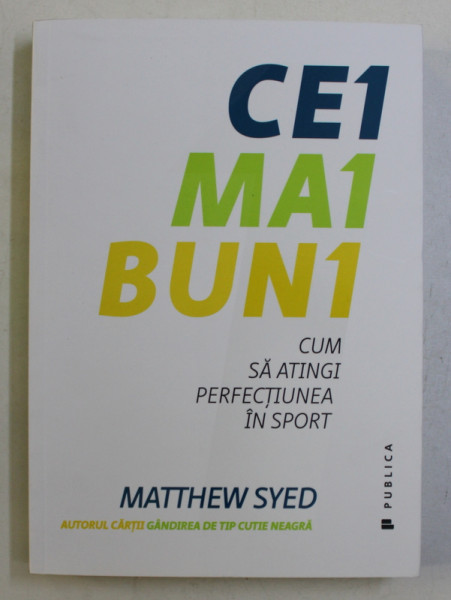 CE1
MA1
BUN1
CUM
SĂ ATINGI
PERFECȚIUNEA
ÎN SPORT
PUBLICA
MATTHEW SYED
AUTORUL CĂRȚII GÂNDIREA DE TIP CUTIE NEAGRĂ